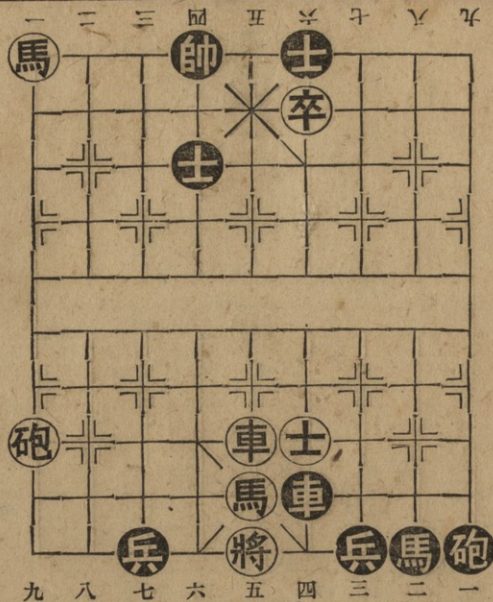 一 二 三 四 五 六 七 八 九
馬 帥 士
卒
士
砲 車 士
馬 車
兵 將 兵 馬 砲
九 八 七 六 五 四 三 二 一